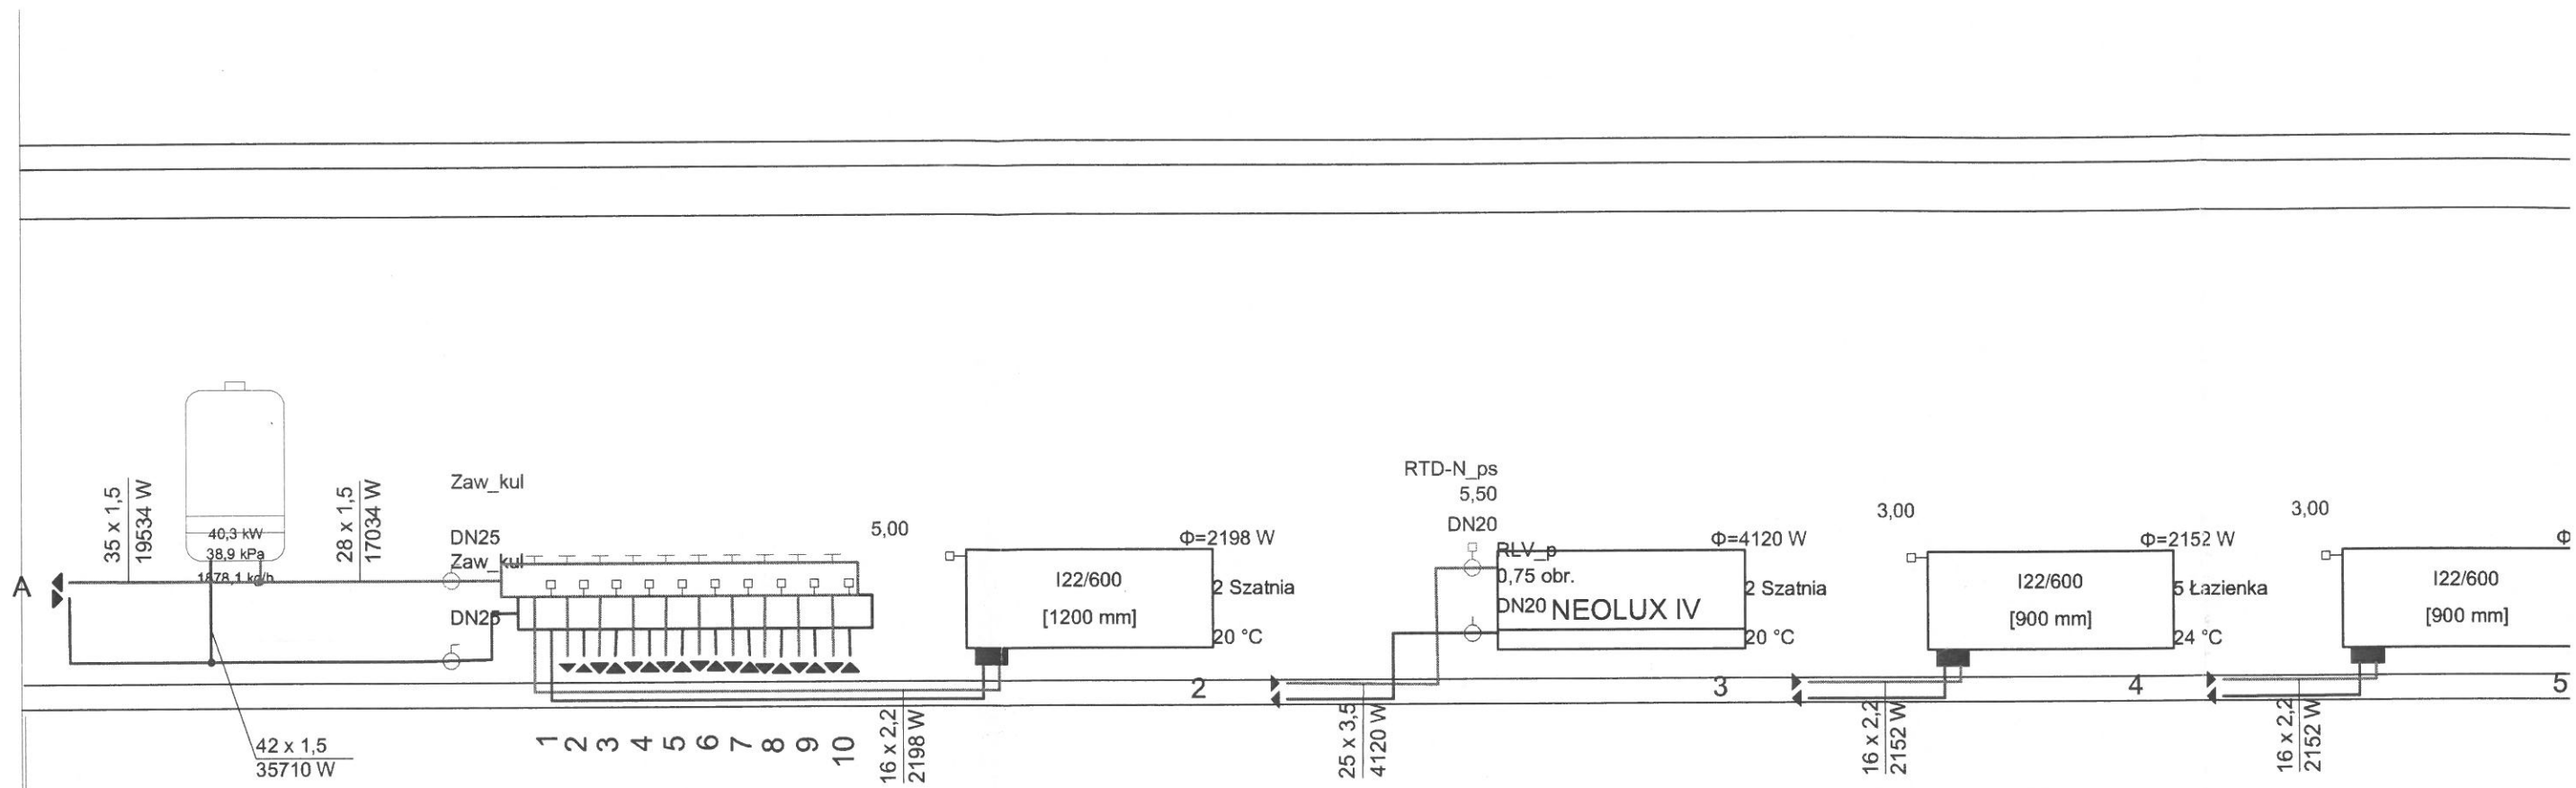 A
35 x 1,5
19534 W
40,3 kW
38,9 kPa
1878,1 kg/h
28 x 1,5
17034 W
42 x 1,5
35710 W
Zaw_kul
DN25
Zaw_kul
DN25
1
2
3
4
5
6
7
8
9
10
5,00
16 x 2,2
2198 W
I22/600
[1200 mm]
Φ=2198 W
2 Szatnia
20 °C
2
25 x 3,5
4120 W
RTD-N_ps
5,50
DN20
RLV_p
0,75 obr.
DN20
NEOLUX IV
Φ=4120 W
2 Szatnia
20 °C
3
3,00
16 x 2,2
2152 W
I22/600
[900 mm]
Φ=2152 W
5 Łazienka
24 °C
4
3,00
16 x 2,2
2152 W
I22/600
[900 mm]
Φ
5